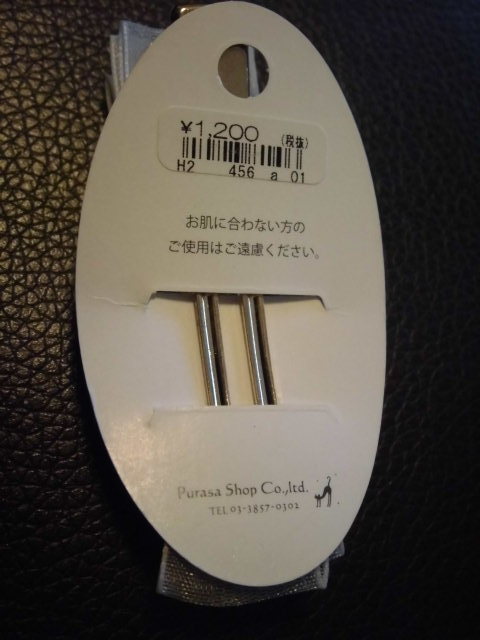 ¥1,200 (税抜)
H2 456 a 01
お肌に合わない方の
ご使用はご遠慮ください。
Purasa Shop Co.,ltd.
TEL 03-3857-0302